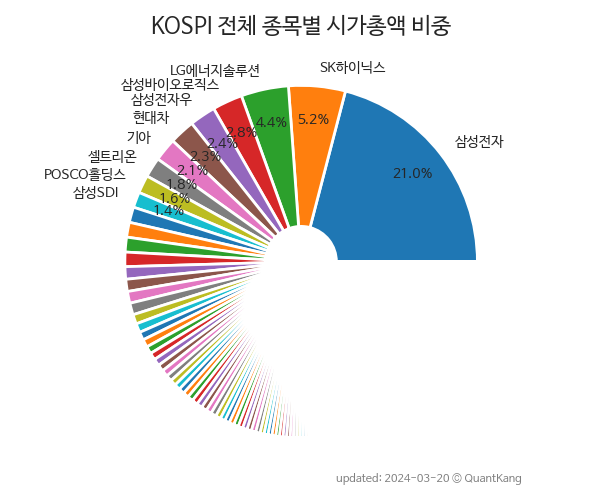 KOSPI 전체 종목별 시가총액 비중
SK하이닉스
LG에너지솔루션
삼성바이오로직스
삼성전자우
현대차
기아
셀트리온
POSCO홀딩스
삼성SDI
삼성전자
21.0%
5.2%
4.4%
2.8%
2.4%
2.3%
2.1%
1.8%
1.6%
1.4%
updated: 2024-03-20 © QuantKang